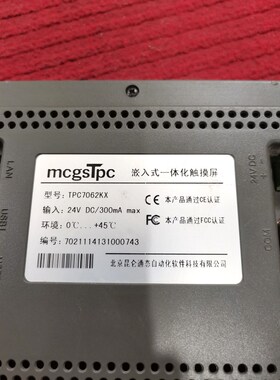 mcgsTpc 嵌入式一体化触摸屏
型号: TPC7062KX
CE 本产品通过CE认证
输入: 24V DC/300mA max
环境: 0℃ ... +45℃
FC 本产品通过FCC认证
编号: 7021114131000743
北京昆仑通态自动化软件科技有限公司
LAN
USB1
24VDC
COM